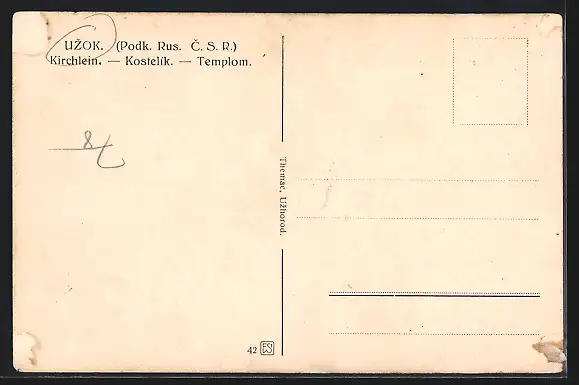 UŽOK. (Podk. Rus. Č. S. R.)
Kirchlein. — Kostelík. — Templom.
Themac, Užhorod.
42